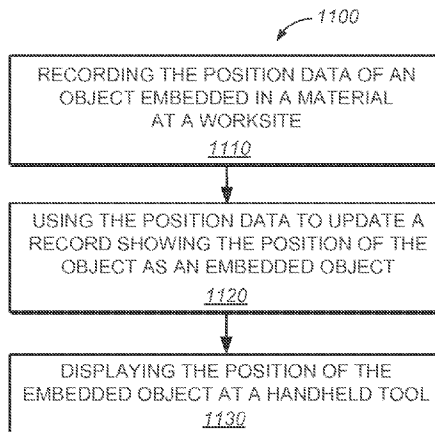 1100
RECORDING THE POSITION DATA OF AN
OBJECT EMBEDDED IN A MATERIAL
AT A WORKSITE
1110
USING THE POSITION DATA TO UPDATE A
RECORD SHOWING THE POSITION OF THE
OBJECT AS AN EMBEDDED OBJECT
1120
DISPLAYING THE POSITION OF THE
EMBEDDED OBJECT AT A HANDHELD TOOL
1130